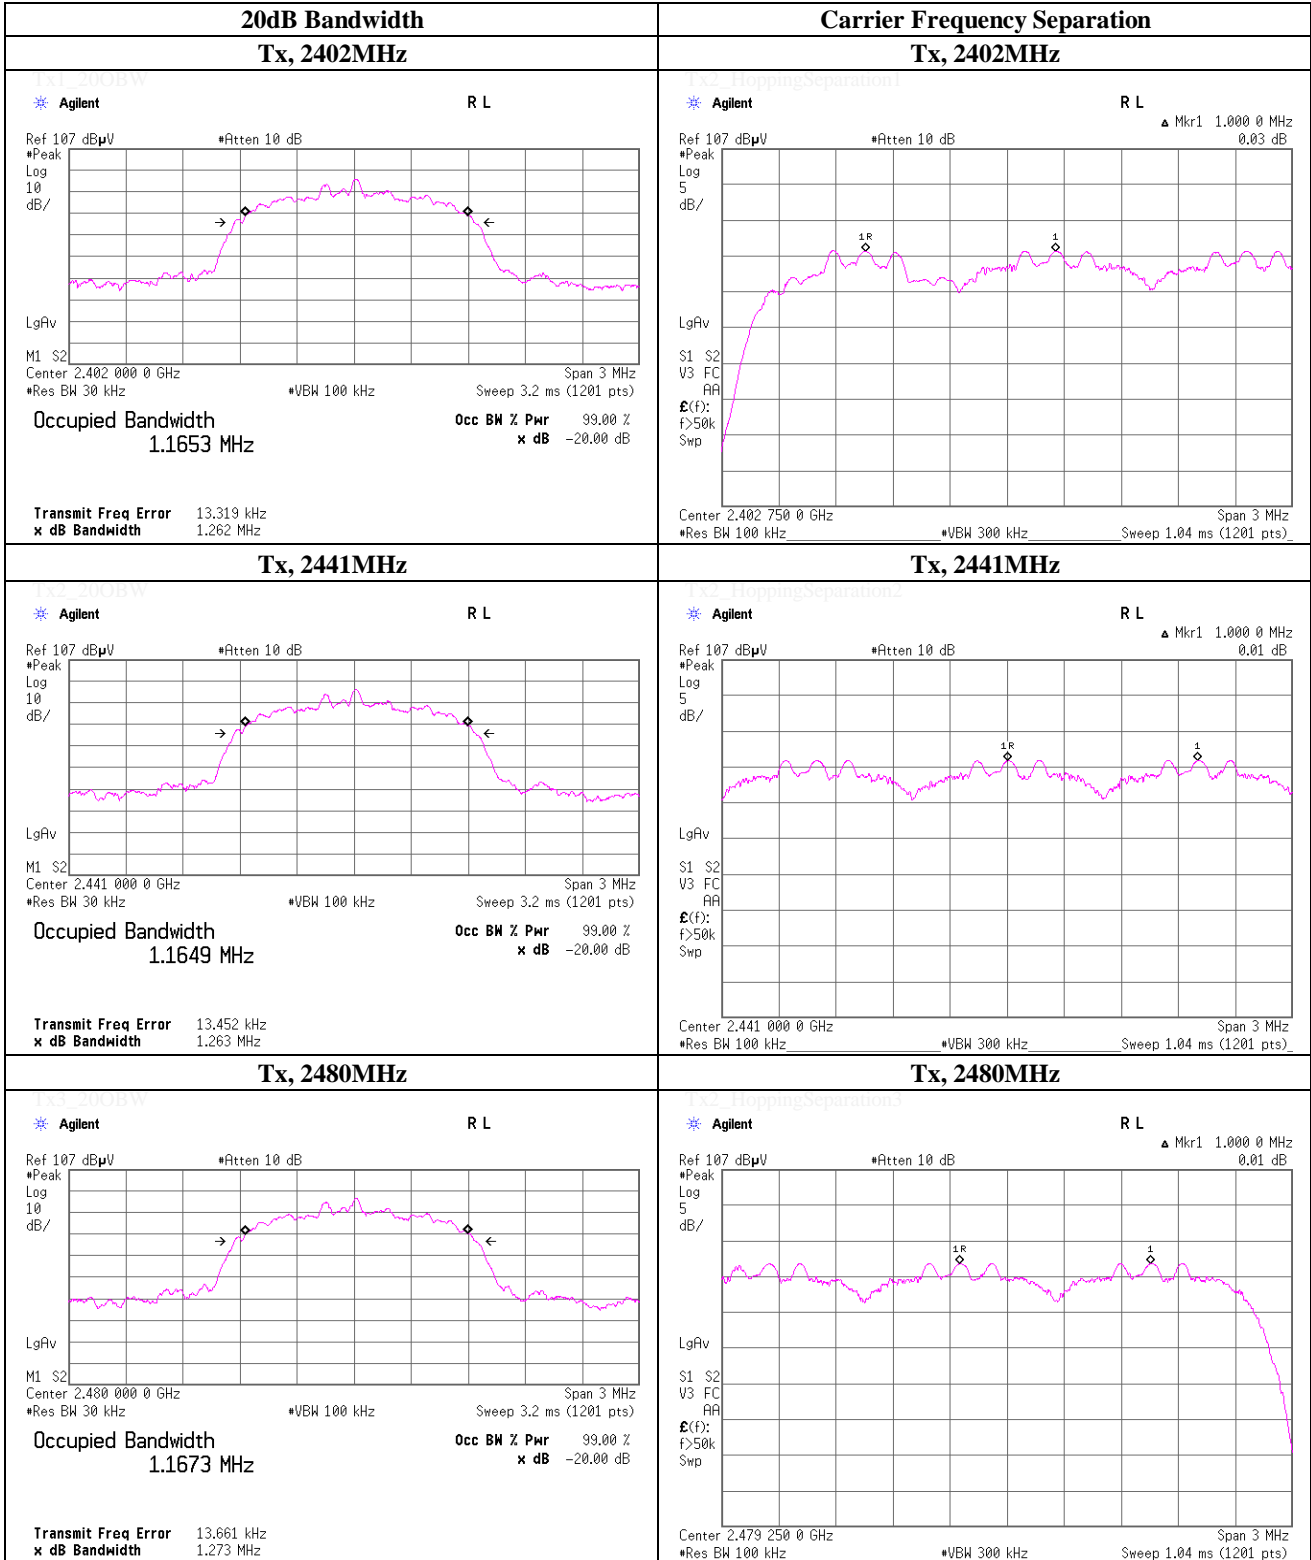 20dB Bandwidth
Carrier Frequency Separation
Tx, 2402MHz
Tx, 2402MHz
Tx1_20OBW
Agilent
R L
Ref 107 dBµV
#Atten 10 dB
#Peak
Log
10
dB/
LgAv
M1 S2
Center 2.402 000 0 GHz
Span 3 MHz
#Res BW 30 kHz
#VBW 100 kHz
Sweep 3.2 ms (1201 pts)
Occupied Bandwidth
1.1653 MHz
Occ BW % Pwr 99.00 %
x dB -20.00 dB
Transmit Freq Error 13.319 kHz
x dB Bandwidth 1.262 MHz
Tx2_HoppingSeparation1
Agilent
R L
Δ Mkr1 1.000 0 MHz
Ref 107 dBµV
#Atten 10 dB
0.03 dB
#Peak
Log
5
dB/
1R
1
LgAv
S1 S2
V3 FC
AA
£(f):
f>50k
Swp
Center 2.402 750 0 GHz
Span 3 MHz
#Res BW 100 kHz
#VBW 300 kHz
Sweep 1.04 ms (1201 pts)
Tx, 2441MHz
Tx, 2441MHz
Tx2_20OBW
Agilent
R L
Ref 107 dBµV
#Atten 10 dB
#Peak
Log
10
dB/
LgAv
M1 S2
Center 2.441 000 0 GHz
Span 3 MHz
#Res BW 30 kHz
#VBW 100 kHz
Sweep 3.2 ms (1201 pts)
Occupied Bandwidth
1.1649 MHz
Occ BW % Pwr 99.00 %
x dB -20.00 dB
Transmit Freq Error 13.452 kHz
x dB Bandwidth 1.263 MHz
Tx2_HoppingSeparation2
Agilent
R L
Δ Mkr1 1.000 0 MHz
Ref 107 dBµV
#Atten 10 dB
0.01 dB
#Peak
Log
5
dB/
1R
1
LgAv
S1 S2
V3 FC
AA
£(f):
f>50k
Swp
Center 2.441 000 0 GHz
Span 3 MHz
#Res BW 100 kHz
#VBW 300 kHz
Sweep 1.04 ms (1201 pts)
Tx, 2480MHz
Tx, 2480MHz
Tx3_20OBW
Agilent
R L
Ref 107 dBµV
#Atten 10 dB
#Peak
Log
10
dB/
LgAv
M1 S2
Center 2.480 000 0 GHz
Span 3 MHz
#Res BW 30 kHz
#VBW 100 kHz
Sweep 3.2 ms (1201 pts)
Occupied Bandwidth
1.1673 MHz
Occ BW % Pwr 99.00 %
x dB -20.00 dB
Transmit Freq Error 13.661 kHz
x dB Bandwidth 1.273 MHz
Tx2_HoppingSeparation3
Agilent
R L
Δ Mkr1 1.000 0 MHz
Ref 107 dBµV
#Atten 10 dB
0.01 dB
#Peak
Log
5
dB/
1R
1
LgAv
S1 S2
V3 FC
AA
£(f):
f>50k
Swp
Center 2.479 250 0 GHz
Span 3 MHz
#Res BW 100 kHz
#VBW 300 kHz
Sweep 1.04 ms (1201 pts)